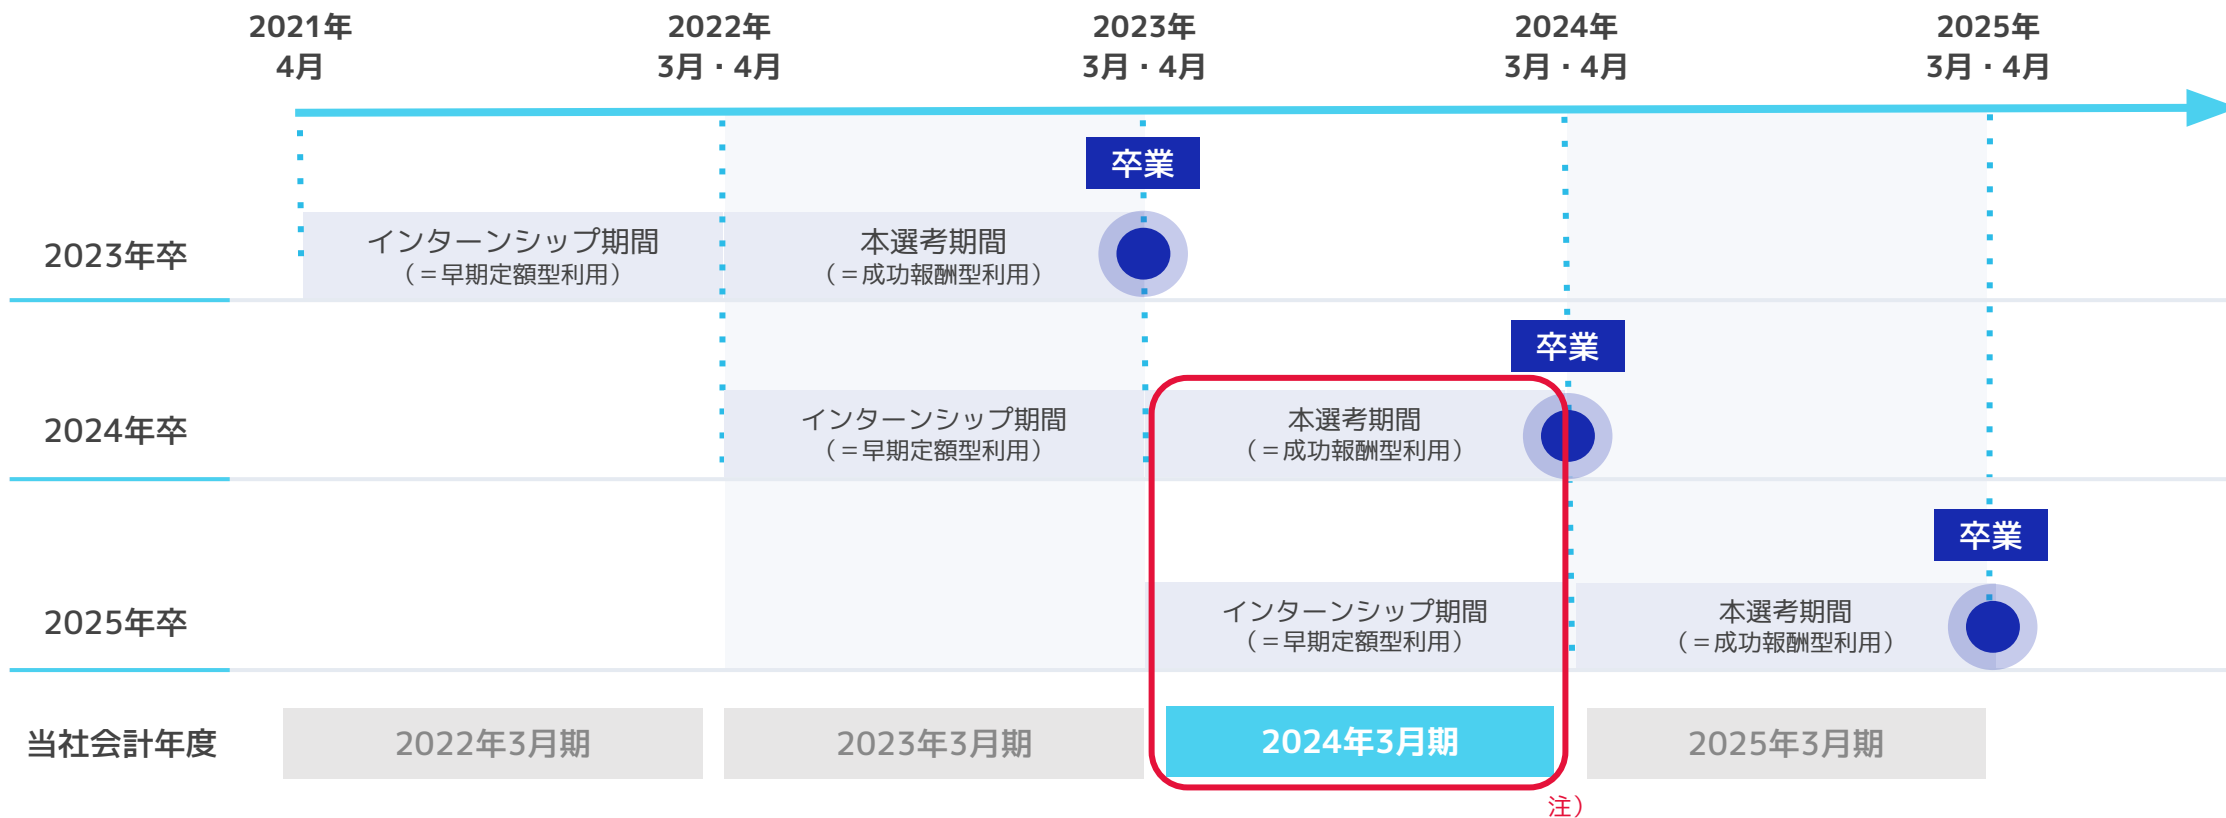 2021年
4月
2022年
3月・4月
2023年
3月・4月
2024年
3月・4月
2025年
3月・4月
卒業
2023年卒
インターンシップ期間
（＝早期定額型利用）
本選考期間
（＝成功報酬型利用）
卒業
2024年卒
インターンシップ期間
（＝早期定額型利用）
本選考期間
（＝成功報酬型利用）
卒業
2025年卒
インターンシップ期間
（＝早期定額型利用）
本選考期間
（＝成功報酬型利用）
当社会計年度
2022年3月期
2023年3月期
2024年3月期
2025年3月期
注）